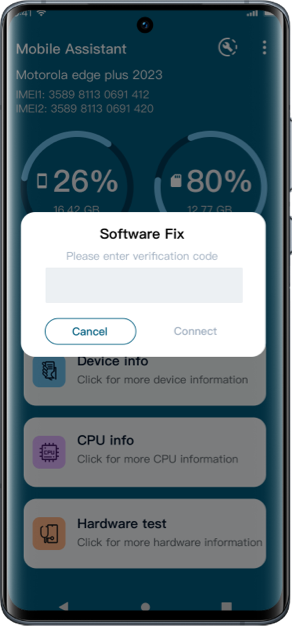 Mobile Assistant
Motorola edge plus 2023
IMEI1: 3589 8113 0691 412
IMEI2: 3589 8113 0691 420
26%
80%
16.42 GB
12.77 GB
Software Fix
Please enter verification code
Cancel
Connect
Device info
Click for more device information
CPU
CPU info
Click for more CPU information
Hardware test
Click for more hardware information